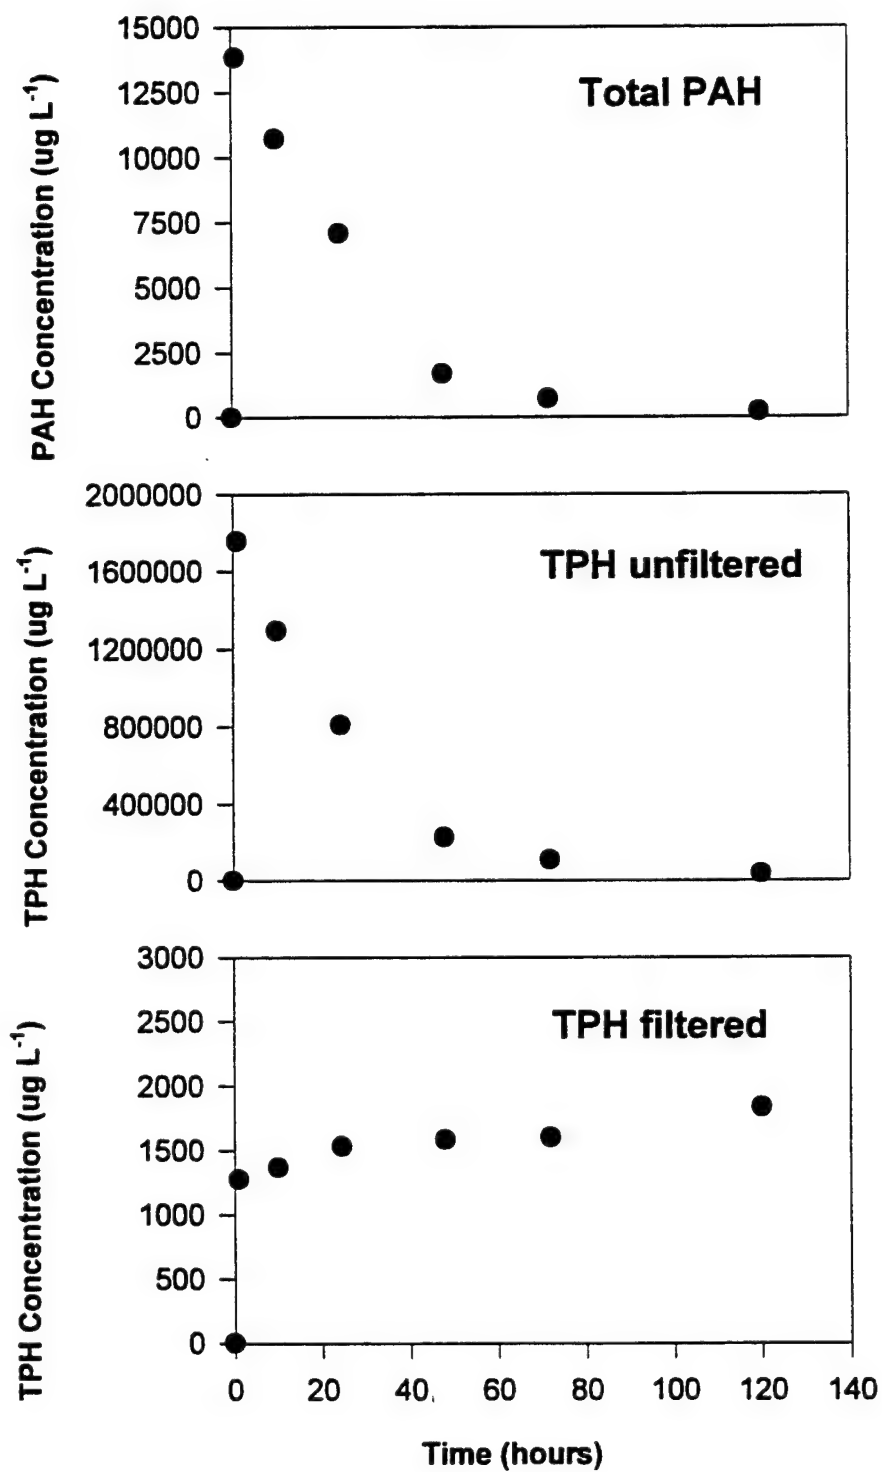 15000
12500
10000
7500
5000
2500
0
PAH Concentration (ug L-1)
Total PAH
2000000
1600000
1200000
800000
400000
0
TPH Concentration (ug L-1)
TPH unfiltered
3000
2500
2000
1500
1000
500
0
TPH Concentration (ug L-1)
TPH filtered
0 20 40 60 80 100 120 140
Time (hours)